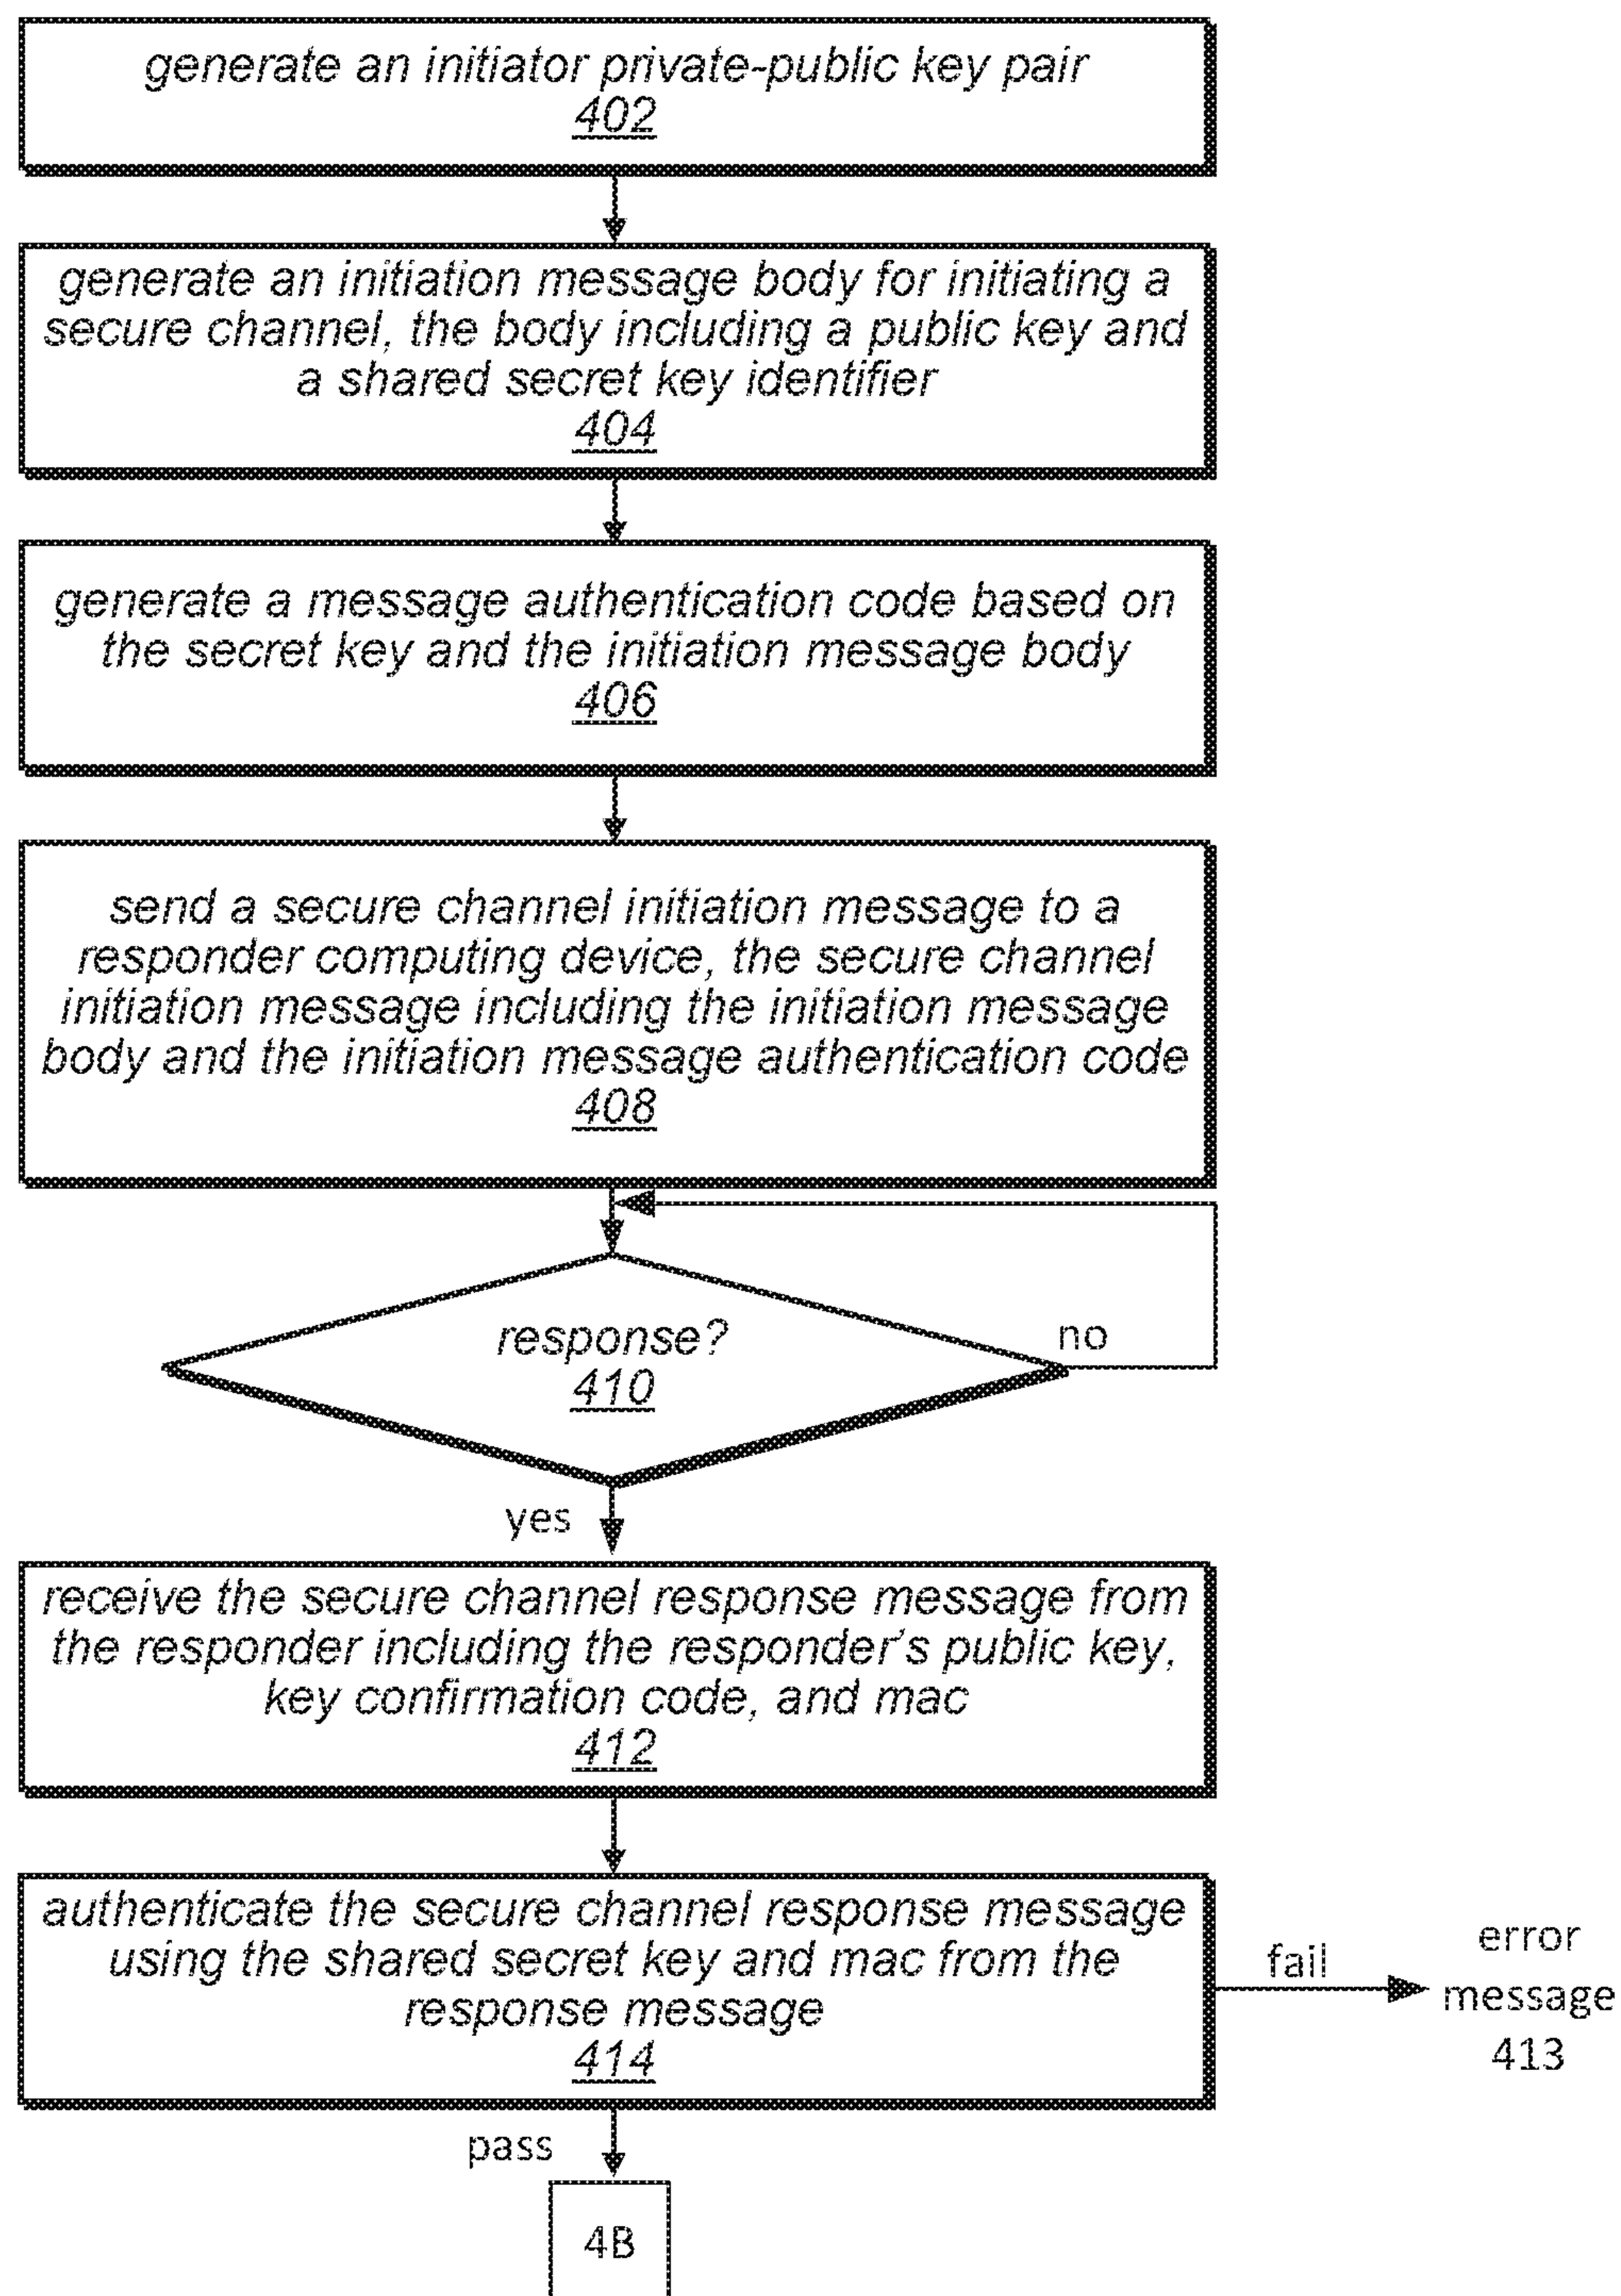 generate an initiator private-public key pair
402
generate an initiation message body for initiating a
secure channel, the body including a public key and
a shared secret key identifier
404
generate a message authentication code based on
the secret key and the initiation message body
406
send a secure channel initiation message to a
responder computing device, the secure channel
initiation message including the initiation message
body and the initiation message authentication code
408
response?
410
no
yes
receive the secure channel response message from
the responder including the responder's public key,
key confirmation code, and mac
412
authenticate the secure channel response message
using the shared secret key and mac from the
response message
414
fail
error
message
413
pass
4B